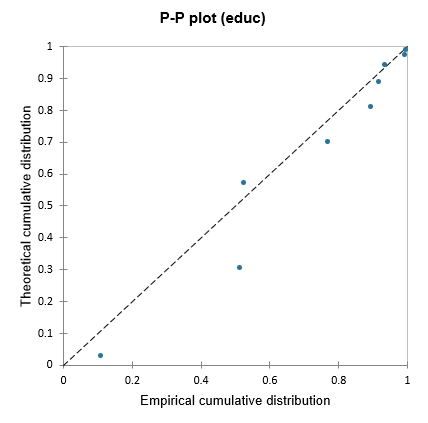 P-P plot (educ)
Theoretical cumulative distribution
1
0.9
0.8
0.7
0.6
0.5
0.4
0.3
0.2
0.1
0
0 0.2 0.4 0.6 0.8 1
Empirical cumulative distribution